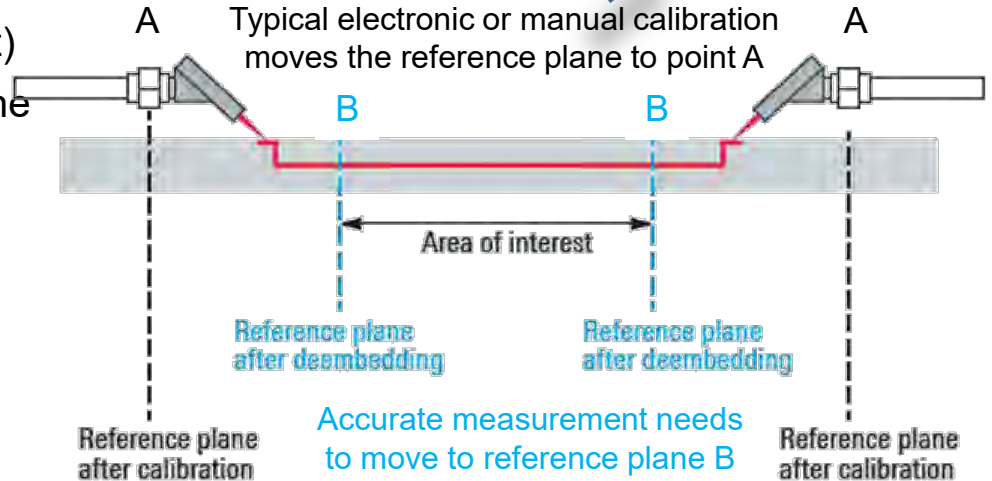 A
Typical electronic or manual calibration
A
moves the reference plane to point A
B
B
Area of interest
Reference plane
after deembedding
Reference plane
after deembedding
Accurate measurement needs
to move to reference plane B
Reference plane
after calibration
Reference plane
after calibration